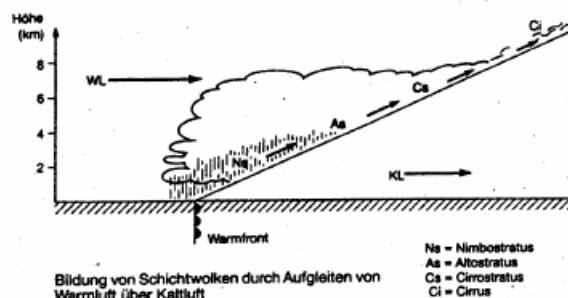 Höhe
(km)
Ci
8
WL
Cs
6
4
As
Ns
2
KL
Warmfront
Ns = Nimbostratus
As = Altostratus
Cs = Cirrostratus
Ci = Cirrus
Bildung von Schichtwolken durch Aufgleiten von
Warmluft über Kaltluft